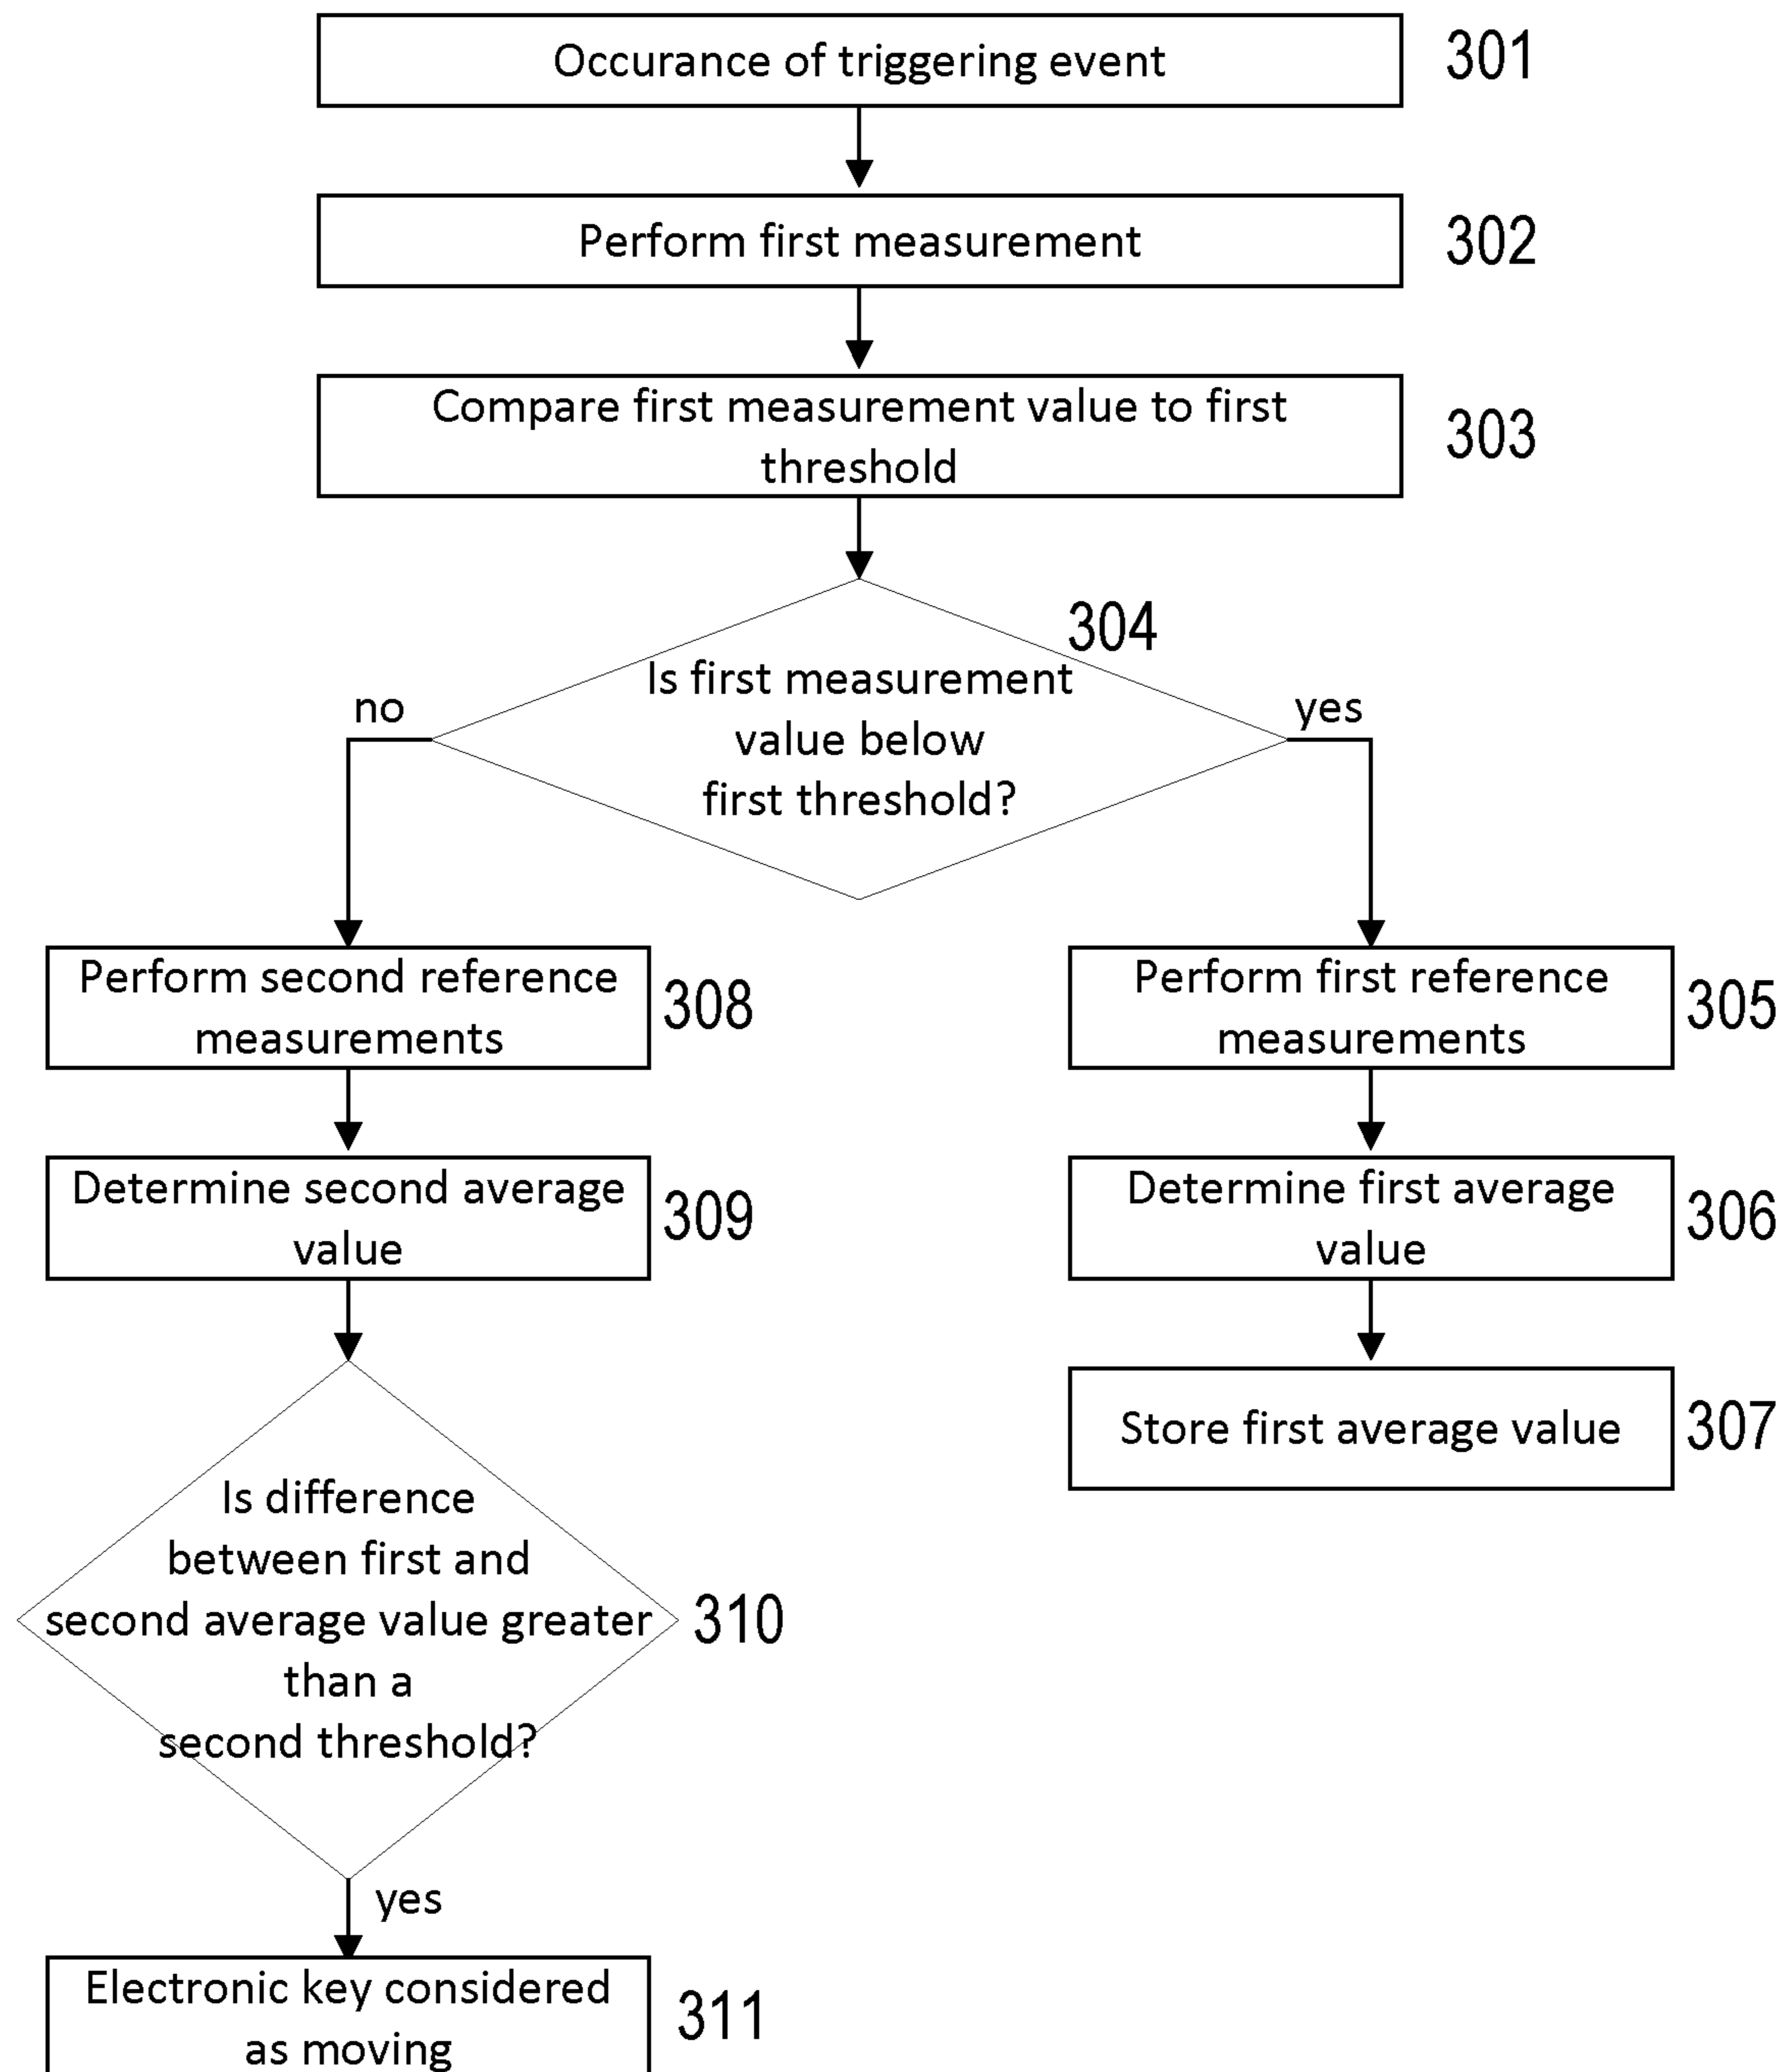 Occurance of triggering event
301
Perform first measurement
302
Compare first measurement value to first
threshold
303
304
Is first measurement
value below
first threshold?
no
yes
Perform second reference
measurements
308
Perform first reference
measurements
305
Determine second average
value
309
Determine first average
value
306
Store first average value
307
Is difference
between first and
second average value greater
than a
second threshold?
310
yes
Electronic key considered
as moving
311